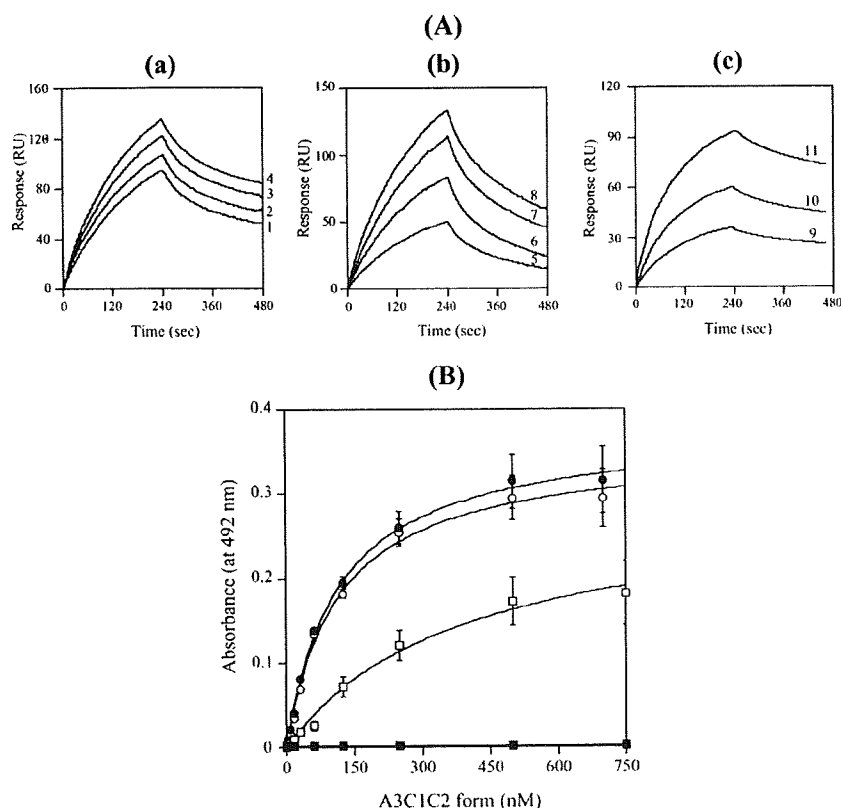 (A)
(a)
(b)
(c)
160
120
80
40
0
Response (RU)
4
3
2
1
0 120 240 360 480
Time (sec)
150
100
50
0
Response (RU)
8
7
6
5
0 120 240 360 480
Time (sec)
120
90
60
30
0
Response (RU)
11
10
9
0 120 240 360 480
Time (sec)
(B)
0.4
0.3
0.2
0.1
0
Absorbance (at 492 nm)
0 150 300 450 600 750
A3C1C2 form (nM)